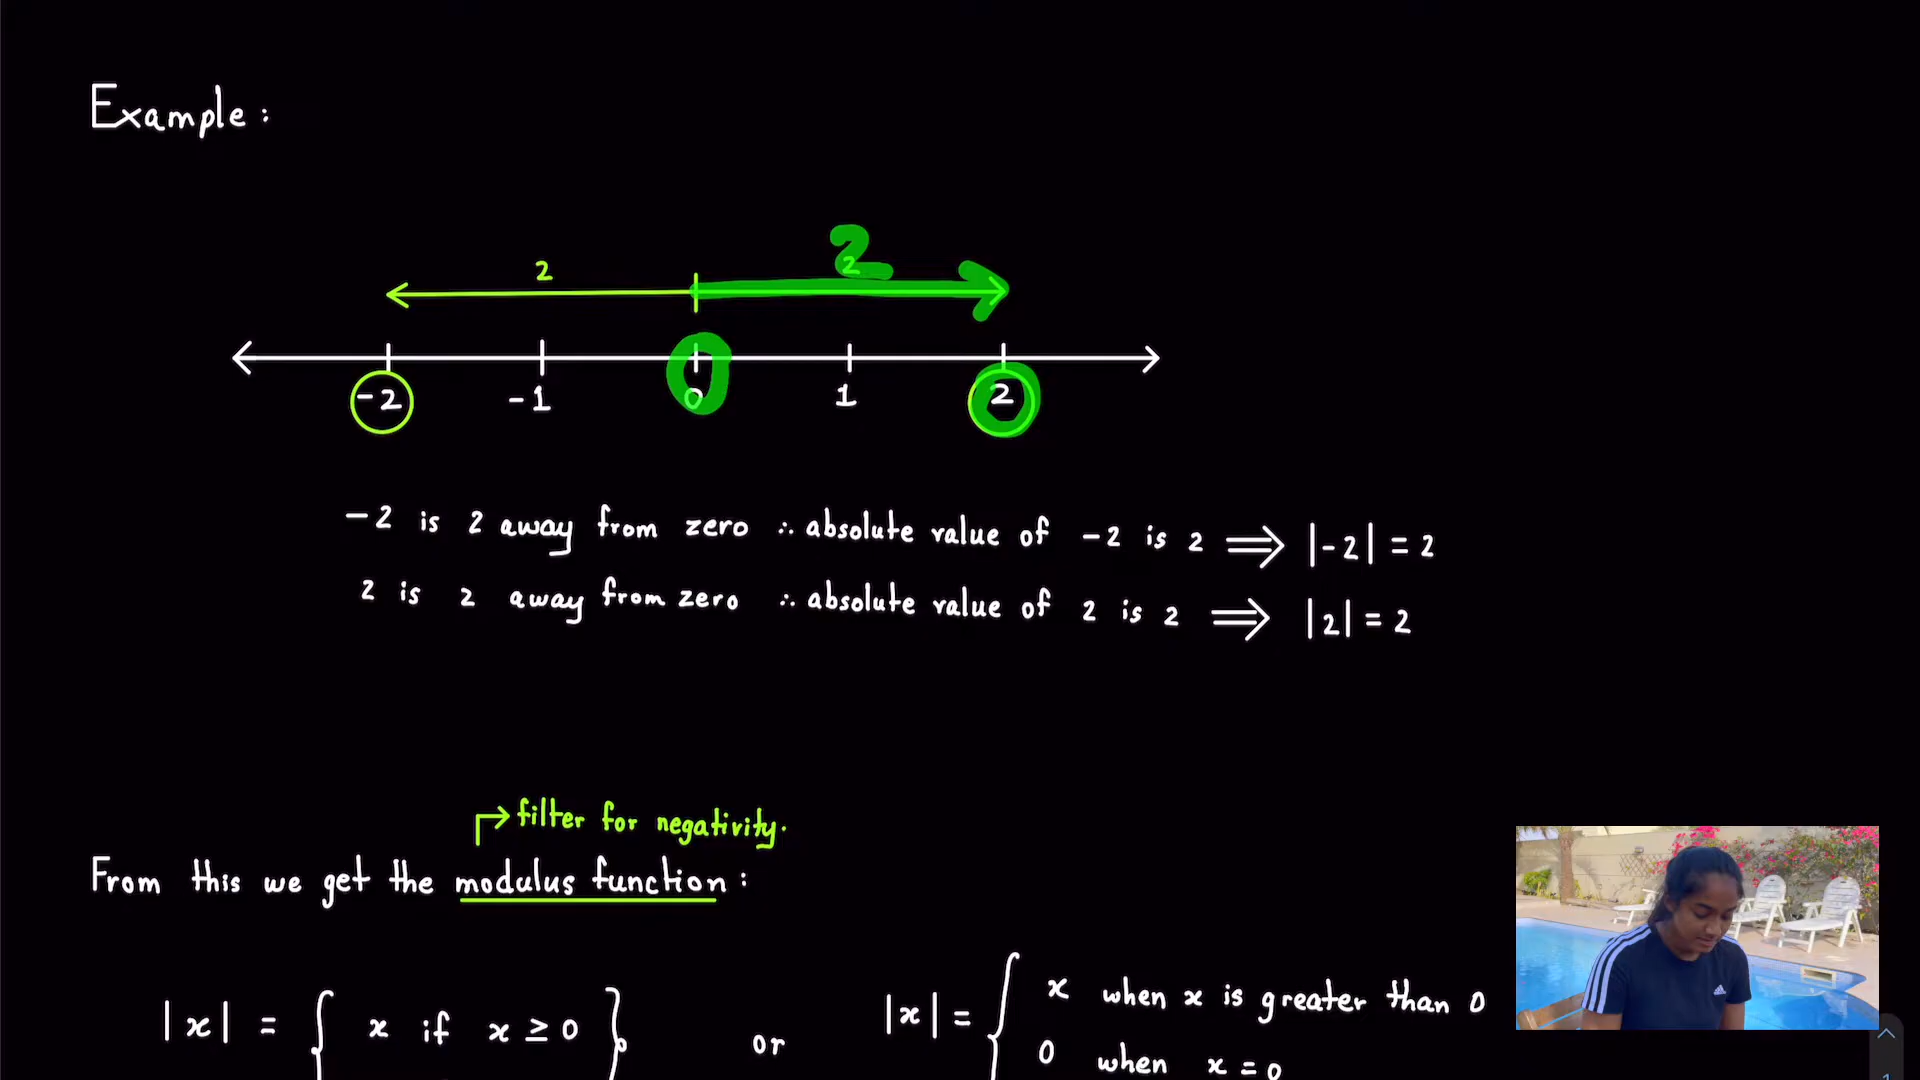 Example:
2 2 2
-2 -1 0 1 2
-2 is 2 away from zero ∴ absolute value of -2 is 2 ⟹ |-2| = 2
2 is 2 away from zero ∴ absolute value of 2 is 2 ⟹ |2| = 2
filter for negativity.
From this we get the modulus function:
|x| = { x if x ≥ 0 }
or
|x| = { x when x is greater than 0
0 when x = 0